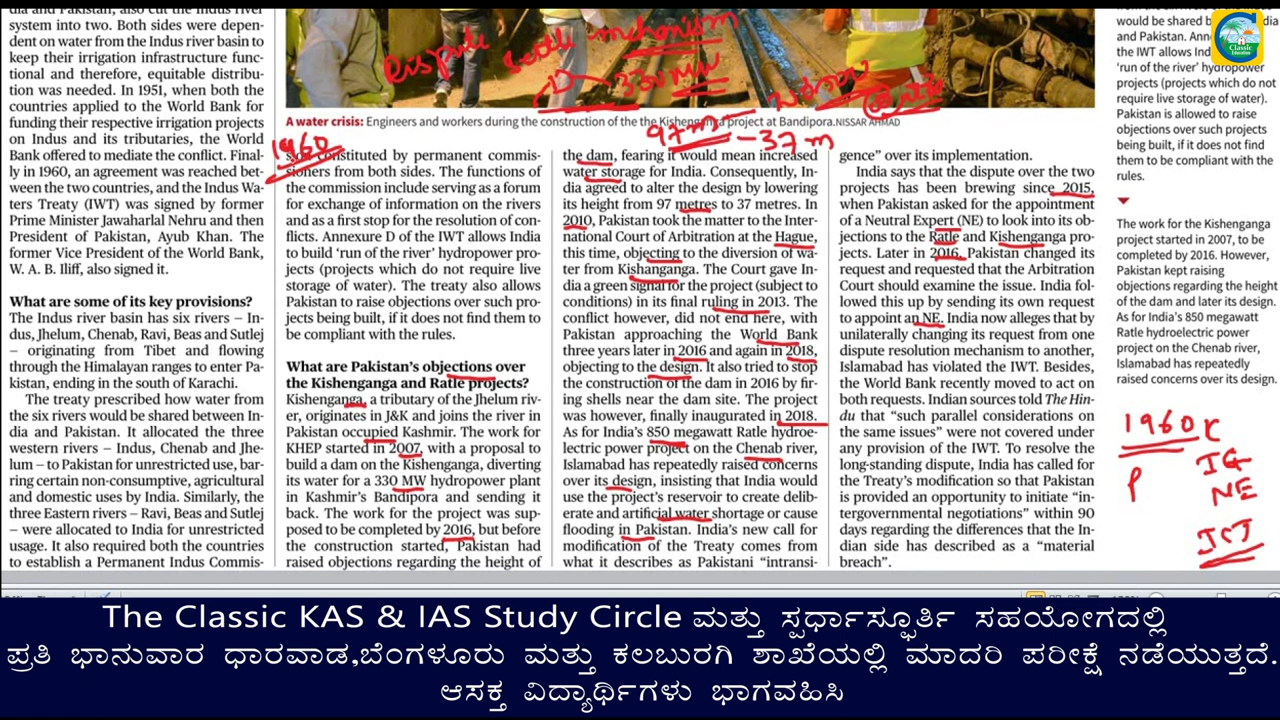 dia and Pakistan, also cut the Indus river
system into two. Both sides were depen-
dent on water from the Indus river basin to
keep their irrigation infrastructure func-
tional and therefore, equitable distribu-
tion was needed. In 1951, when both the
countries applied to the World Bank for
funding their respective irrigation projects
on Indus and its tributaries, the World
Bank offered to mediate the conflict. Final-
ly in 1960, an agreement was reached bet-
ween the two countries, and the Indus Wa-
ters Treaty (IWT) was signed by former
Prime Minister Jawaharlal Nehru and then
President of Pakistan, Ayub Khan. The
former Vice President of the World Bank,
W. A. B. Iliff, also signed it.
What are some of its key provisions?
The Indus river basin has six rivers – In-
dus, Jhelum, Chenab, Ravi, Beas and Sutlej
– originating from Tibet and flowing
through the Himalayan ranges to enter Pa-
kistan, ending in the south of Karachi.
The treaty prescribed how water from
the six rivers would be shared between In-
dia and Pakistan. It allocated the three
western rivers – Indus, Chenab and Jhe-
lum – to Pakistan for unrestricted use, bar-
ring certain non-consumptive, agricultural
and domestic uses by India. Similarly, the
three Eastern rivers – Ravi, Beas and Sutlej
– were allocated to India for unrestricted
usage. It also required both the countries
to establish a Permanent Indus Commis-
Dispute mechanism
330 MW
A water crisis: Engineers and workers during the construction of the the Kishenganga project at Bandipora. NISSAR AHMAD
97m - 37m
1960
sion constituted by permanent commis-
sioners from both sides. The functions of
the commission include serving as a forum
for exchange of information on the rivers
and as a first stop for the resolution of con-
flicts. Annexure D of the IWT allows India
to build ‘run of the river’ hydropower pro-
jects (projects which do not require live
storage of water). The treaty also allows
Pakistan to raise objections over such pro-
jects being built, if it does not find them to
be compliant with the rules.
What are Pakistan’s objections over
the Kishenganga and Ratle projects?
Kishenganga, a tributary of the Jhelum riv-
er, originates in J&K and joins the river in
Pakistan occupied Kashmir. The work for
KHEP started in 2007, with a proposal to
build a dam on the Kishenganga, diverting
its water for a 330 MW hydropower plant
in Kashmir’s Bandipora and sending it
back. The work for the project was sup-
posed to be completed by 2016, but before
the construction started, Pakistan had
raised objections regarding the height of
the dam, fearing it would mean increased
water storage for India. Consequently, In-
dia agreed to alter the design by lowering
its height from 97 metres to 37 metres. In
2010, Pakistan took the matter to the Inter-
national Court of Arbitration at the Hague,
this time, objecting to the diversion of wa-
ter from Kishanganga. The Court gave In-
dia a green signal for the project (subject to
conditions) in its final ruling in 2013. The
conflict however, did not end here, with
Pakistan approaching the World Bank
three years later in 2016 and again in 2018,
objecting to the design. It also tried to stop
the construction of the dam in 2016 by fir-
ing shells near the dam site. The project
was however, finally inaugurated in 2018.
As for India’s 850 megawatt Ratle hydroe-
lectric power project on the Chenab river,
Islamabad has repeatedly raised concerns
over its design, insisting that India would
use the project’s reservoir to create delib-
erate and artificial water shortage or cause
flooding in Pakistan. India’s new call for
modification of the Treaty comes from
what it describes as Pakistani “intransi-
gence” over its implementation.
India says that the dispute over the two
projects has been brewing since 2015,
when Pakistan asked for the appointment
of a Neutral Expert (NE) to look into its ob-
jections to the Ratle and Kishenganga pro-
jects. Later in 2016, Pakistan changed its
request and requested that the Arbitration
Court should examine the issue. India fol-
lowed this up by sending its own request
to appoint an NE. India now alleges that by
unilaterally changing its request from one
dispute resolution mechanism to another,
Islamabad has violated the IWT. Besides,
the World Bank recently moved to act on
both requests. Indian sources told The Hin-
du that “such parallel considerations on
the same issues” were not covered under
any provision of the IWT. To resolve the
long-standing dispute, India has called for
the Treaty’s modification so that Pakistan
is provided an opportunity to initiate “in-
tergovernmental negotiations” within 90
days regarding the differences that the In-
dian side has described as a “material
breach”.
would be shared by India
and Pakistan.
the IWT allows
‘run of the river’ hydropower
projects (projects which do not
require live storage of water).
Pakistan is allowed to raise
objections over such projects
being built, if it does not find
them to be compliant with the
rules.
The work for the Kishenganga
project started in 2007, to be
completed by 2016. However,
Pakistan kept raising
objections regarding the height
of the dam and later its design.
As for India’s 850 megawatt
Ratle hydroelectric power
project on the Chenab river,
Islamabad has repeatedly
raised concerns over its design.
1960
P
NE
Classic
Education
The Classic KAS & IAS Study Circle ಮತ್ತು ಸ್ಪರ್ಧಾಸ್ಫೂರ್ತಿ ಸಹಯೋಗದಲ್ಲಿ
ಪ್ರತಿ ಭಾನುವಾರ ಧಾರವಾಡ,ಬೆಂಗಳೂರು ಮತ್ತು ಕಲಬುರಗಿ ಶಾಖೆಯಲ್ಲಿ ಮಾದರಿ ಪರೀಕ್ಷೆ ನಡೆಯುತ್ತದೆ.
ಆಸಕ್ತ ವಿದ್ಯಾರ್ಥಿಗಳು ಭಾಗವಹಿಸಿ